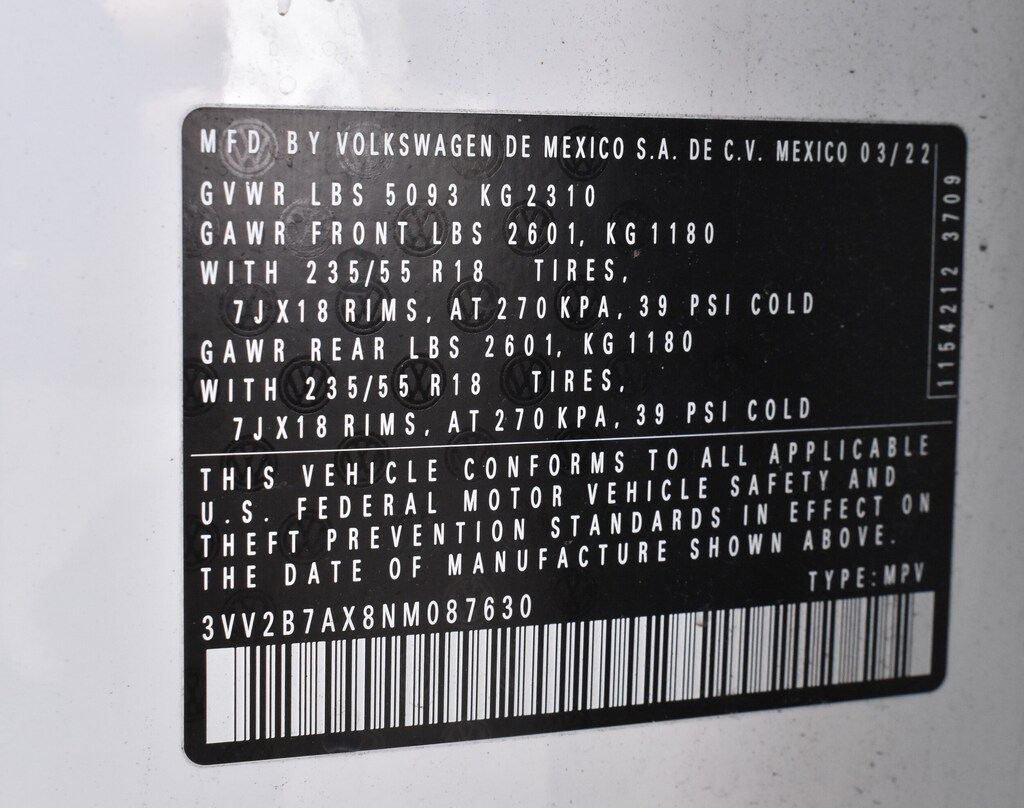 MFD BY VOLKSWAGEN DE MEXICO S.A. DE C.V. MEXICO 03/22
GVWR LBS 5093 KG 2310
GAWR FRONT LBS 2601, KG 1180
WITH 235/55 R18 TIRES,
7JX18 RIMS, AT 270 KPA, 39 PSI COLD
GAWR REAR LBS 2601, KG 1180
WITH 235/55 R18 TIRES,
7JX18 RIMS, AT 270 KPA, 39 PSI COLD
1154212 3709
THIS VEHICLE CONFORMS TO ALL APPLICABLE
U.S. FEDERAL MOTOR VEHICLE SAFETY AND
THEFT PREVENTION STANDARDS IN EFFECT ON
THE DATE OF MANUFACTURE SHOWN ABOVE.
TYPE: MPV
3VV2B7AX8NM087630